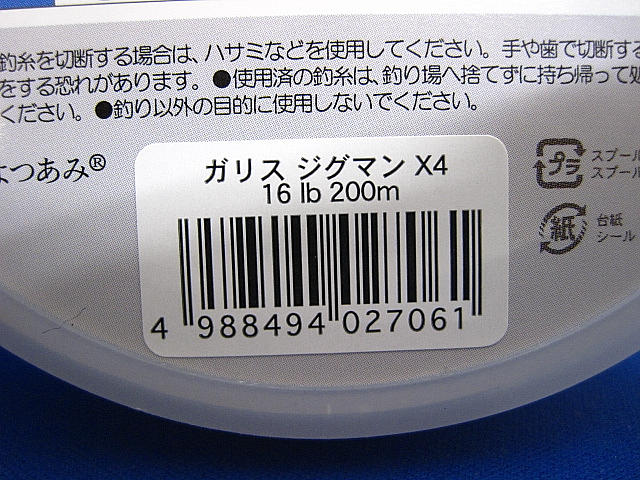 釣糸を切断する場合は、ハサミなどを使用してください。手や歯で切断する
をする恐れがあります。●使用済の釣糸は、釣り場へ捨てずに持ち帰って処
ください。●釣り以外の目的に使用しないでください。
よつあみ®
ガリス ジグマン X4
16 lb 200m
4 988494 027061
プラ
スプール
スプール
紙
台紙
シール